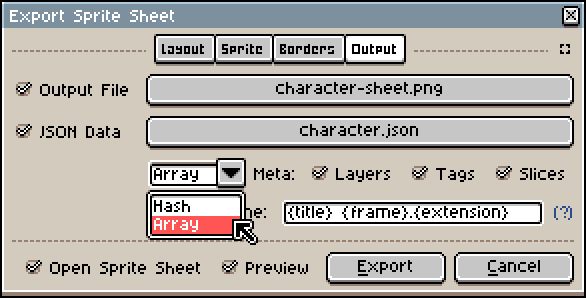 Export Sprite Sheet
Layout Sprite Borders Output
Output File character-sheet.png
JSON Data character.json
Array Meta: Layers Tags Slices
Hash
Array
{title} {frame}.{extension} (?)
Open Sprite Sheet Preview Export Cancel